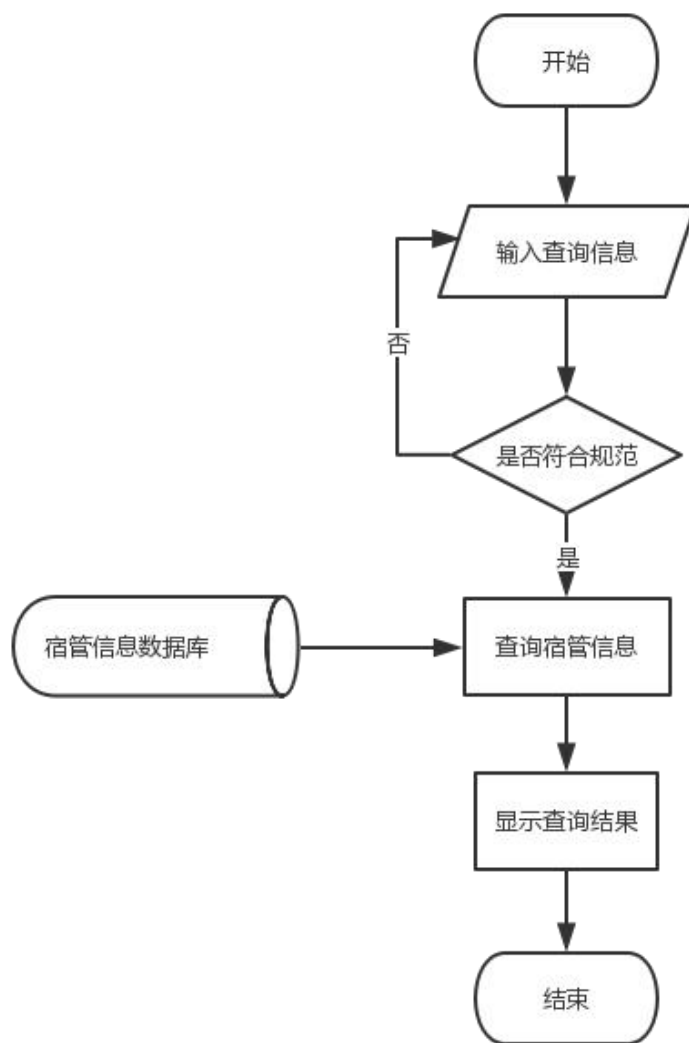 开始
输入查询信息
否
是否符合规范
是
宿管信息数据库
查询宿管信息
显示查询结果
结束